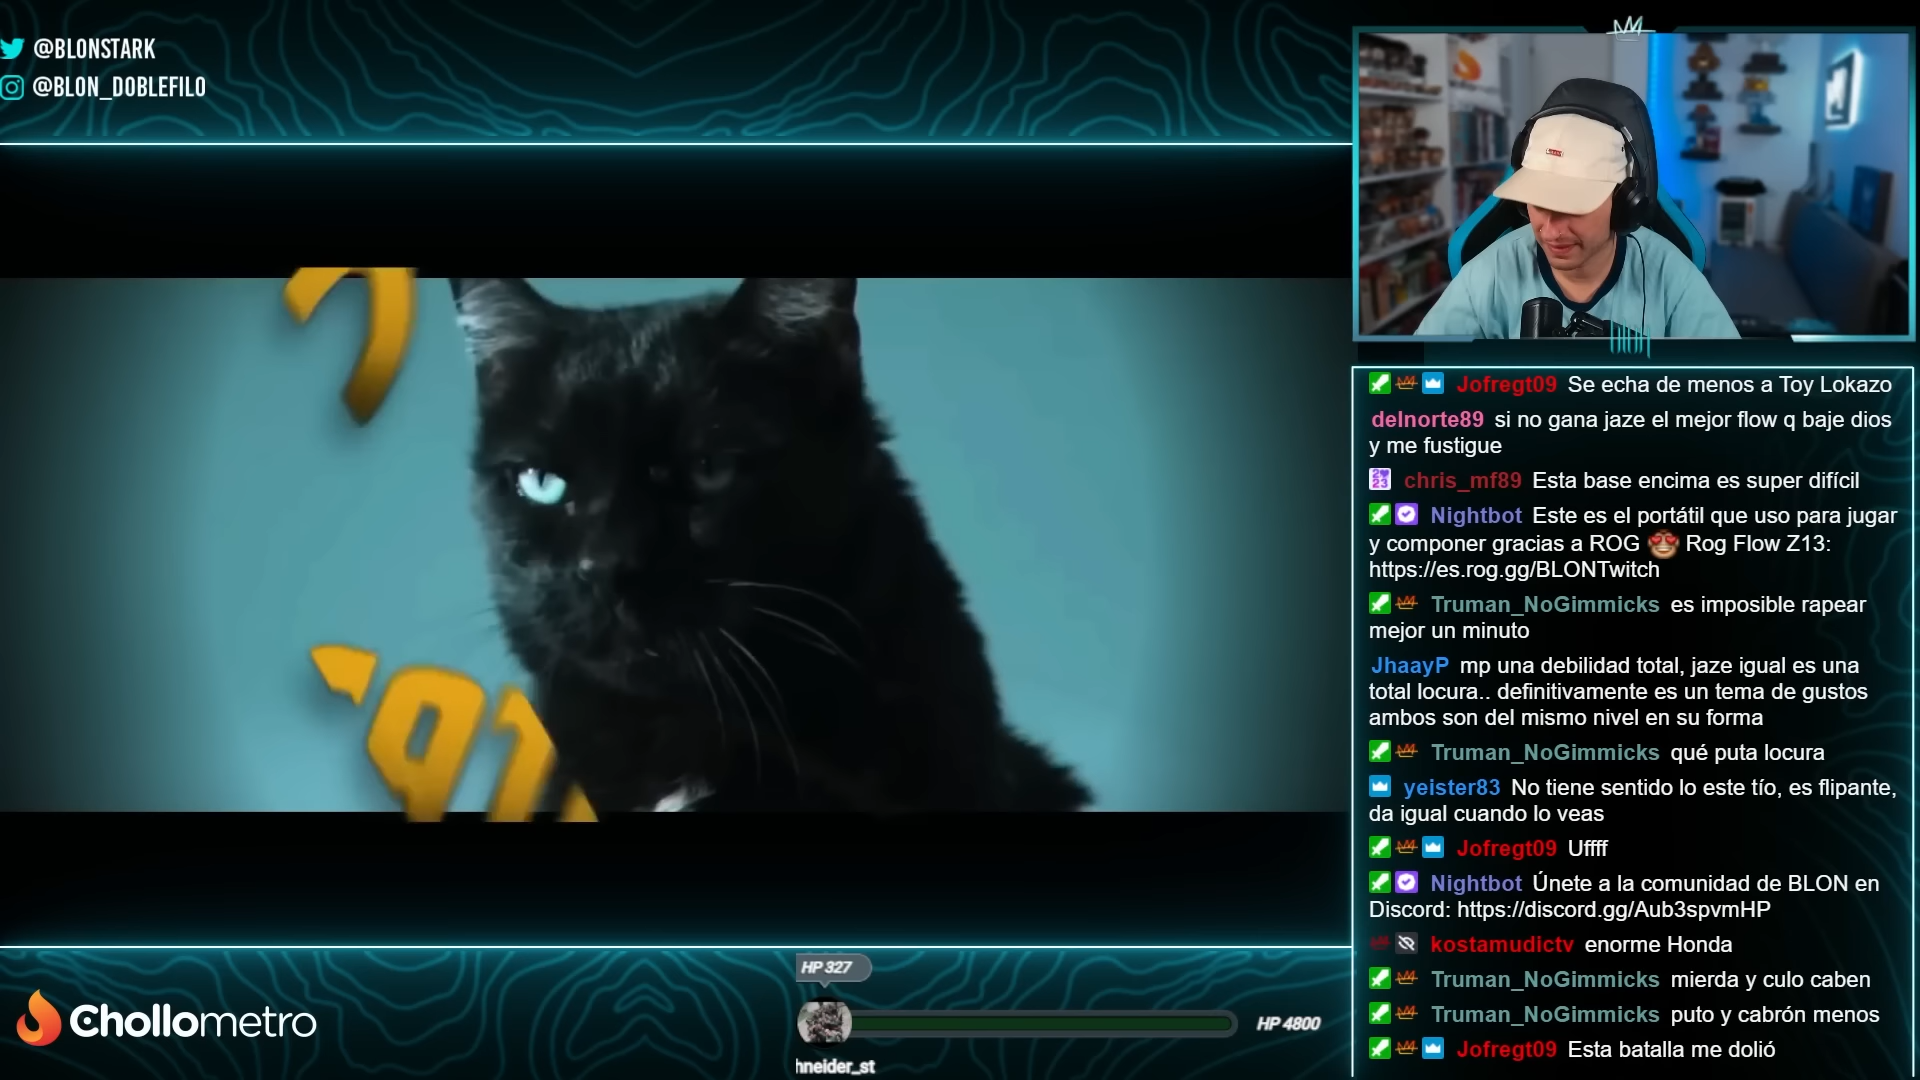 @BLONSTARK
@BLON_DOBLEFILO
Jofregt09 Se echa de menos a Toy Lokazo
delnorte89 si no gana jaze el mejor flow q baje dios
y me fustigue
chris_mf89 Esta base encima es super difícil
Nightbot Este es el portátil que uso para jugar
y componer gracias a ROG Rog Flow Z13:
https://es.rog.gg/BLONTwitch
Truman_NoGimmicks es imposible rapear
mejor un minuto
JhaayP mp una debilidad total, jaze igual es una
total locura.. definitivamente es un tema de gustos
ambos son del mismo nivel en su forma
Truman_NoGimmicks qué puta locura
yeister83 No tiene sentido lo este tío, es flipante,
da igual cuando lo veas
Jofregt09 Uffff
Nightbot Únete a la comunidad de BLON en
Discord: https://discord.gg/Aub3spvmHP
kostamudictv enorme Honda
Truman_NoGimmicks mierda y culo caben
Truman_NoGimmicks puto y cabrón menos
Jofregt09 Esta batalla me dolió
HP 327
HP 4800
hneider_st
Chollometro